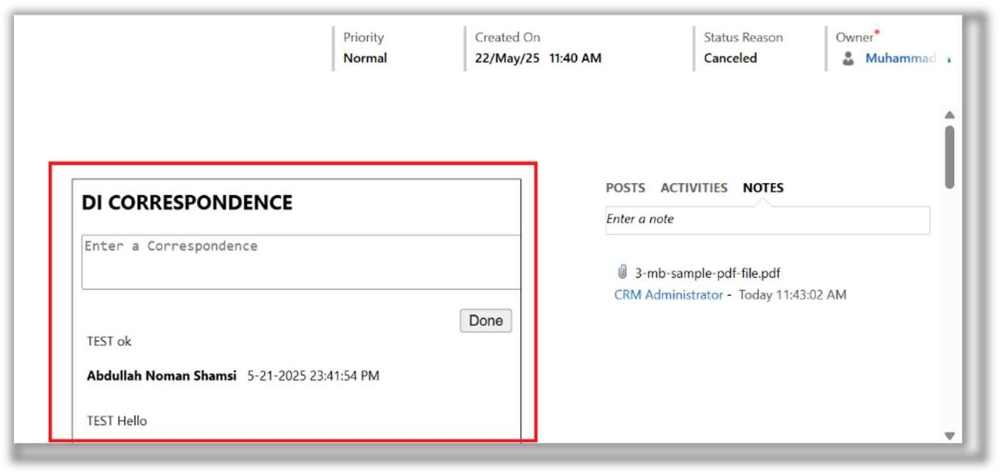 Priority
Normal
Created On
22/May/25 11:40 AM
Status Reason
Canceled
Owner*
Muhammad
DI CORRESPONDENCE
Enter a Correspondence
Done
TEST ok
Abdullah Noman Shamsi 5-21-2025 23:41:54 PM
TEST Hello
POSTS ACTIVITIES NOTES
Enter a note
3-mb-sample-pdf-file.pdf
CRM Administrator - Today 11:43:02 AM